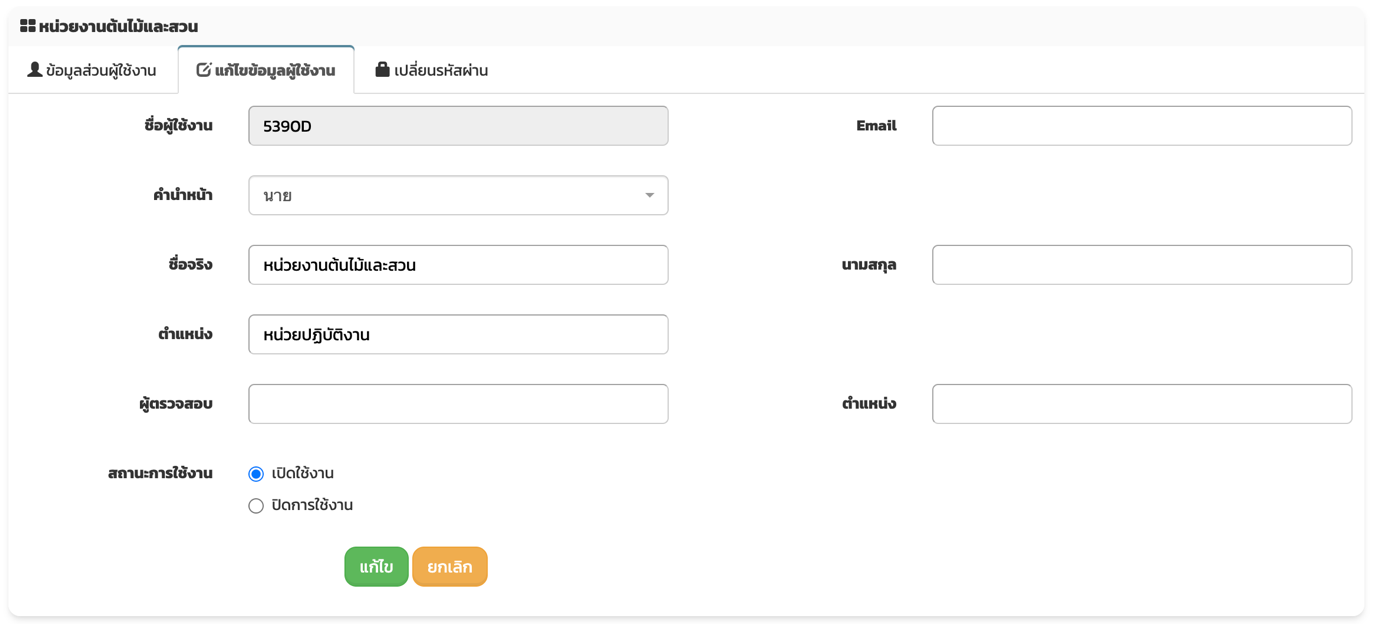 หน่วยงานต้นไม้และสวน
ข้อมูลส่วนผู้ใช้งาน แก้ไขข้อมูลผู้ใช้งาน เปลี่ยนรหัสผ่าน
ชื่อผู้ใช้งาน 5390D Email
คำนำหน้า นาย
ชื่อจริง หน่วยงานต้นไม้และสวน นามสกุล
ตำแหน่ง หน่วยปฏิบัติงาน
ผู้ตรวจสอบ ตำแหน่ง
สถานะการใช้งาน เปิดใช้งาน
ปิดการใช้งาน
แก้ไข ยกเลิก